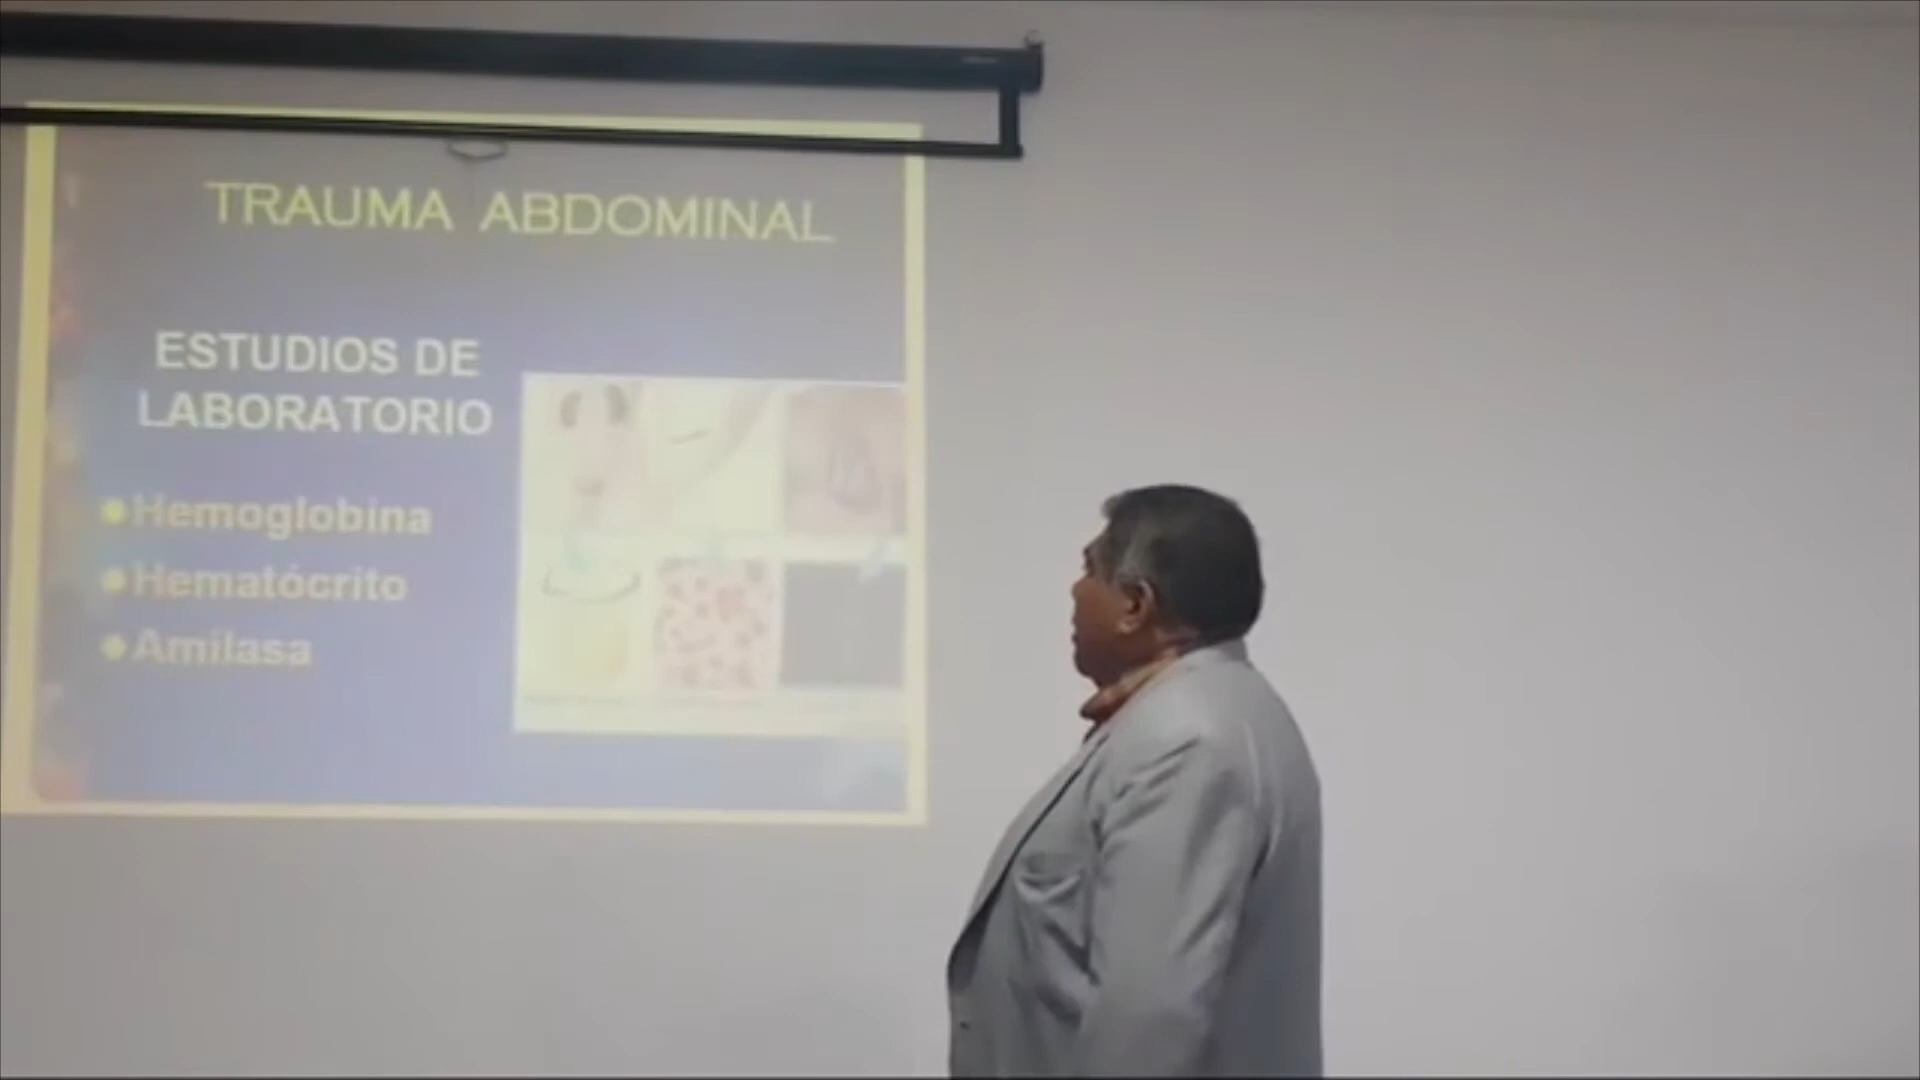 TRAUMA ABDOMINAL
ESTUDIOS DE
LABORATORIO
Hemoglobina
Hematócrito
Amilasa